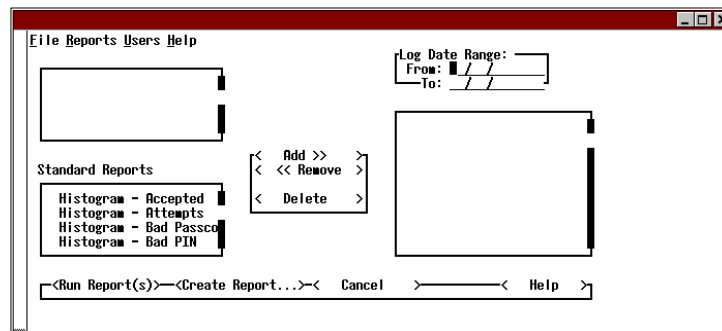 File Reports Users Help
Log Date Range:
From: / /
To: / /
Add >>
<< Remove
Delete
Standard Reports
Histogram - Accepted
Histogram - Attempts
Histogram - Bad Passco
Histogram - Bad PIN
<Run Report(s)> <Create Report...> < Cancel > < Help >